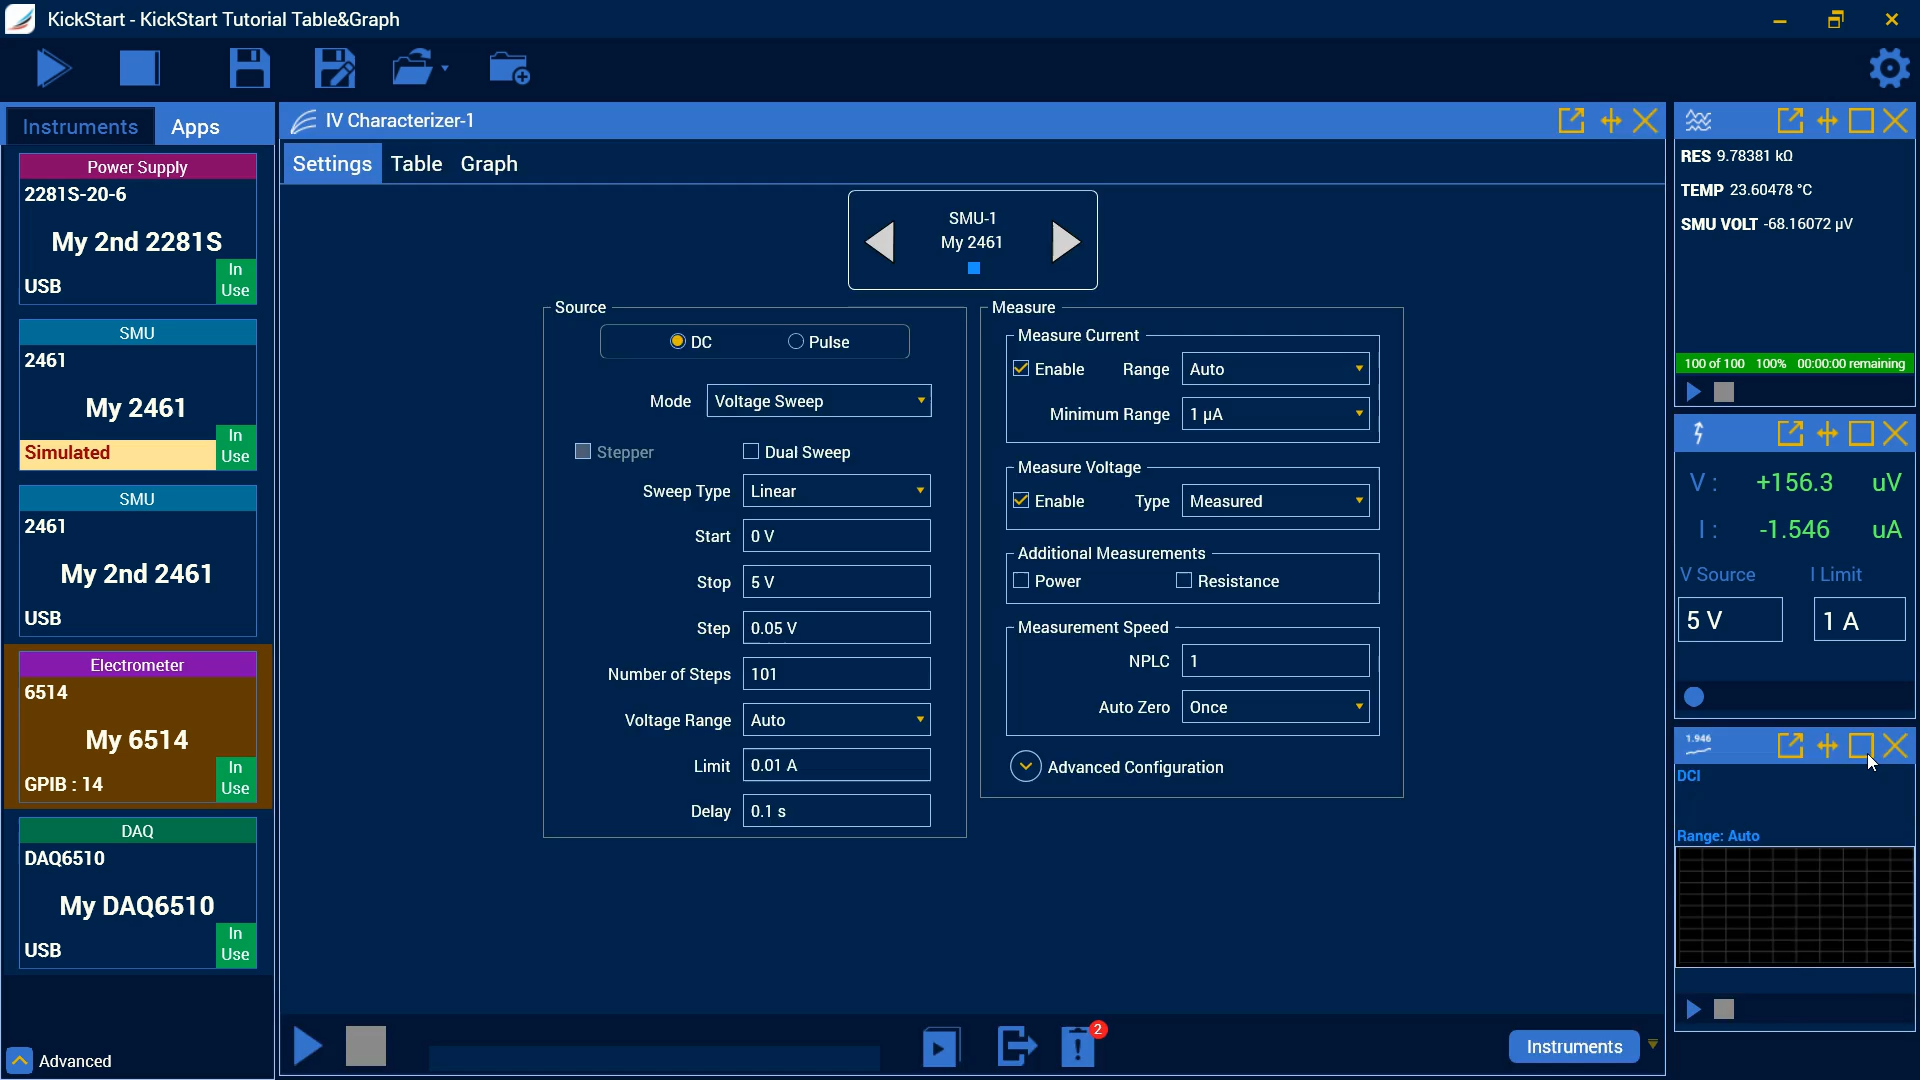 KickStart - KickStart Tutorial Table&Graph
Instruments Apps
Power Supply
2281S-20-6
My 2nd 2281S
USB
In Use
SMU
2461
My 2461
Simulated
In Use
SMU
2461
My 2nd 2461
USB
Electrometer
6514
My 6514
GPIB : 14
In Use
DAQ
DAQ6510
My DAQ6510
USB
In Use
Advanced
IV Characterizer-1
Settings Table Graph
SMU-1
My 2461
Source
DC Pulse
Mode Voltage Sweep
Stepper Dual Sweep
Sweep Type Linear
Start 0 V
Stop 5 V
Step 0.05 V
Number of Steps 101
Voltage Range Auto
Limit 0.01 A
Delay 0.1 s
Measure
Measure Current
Enable Range Auto
Minimum Range 1 µA
Measure Voltage
Enable Type Measured
Additional Measurements
Power Resistance
Measurement Speed
NPLC 1
Auto Zero Once
Advanced Configuration
2
Instruments
RES 9.78381 kΩ
TEMP 23.60478 °C
SMU VOLT -68.16072 µV
100 of 100 100% 00:00:00 remaining
V : +156.3 uV
I : -1.546 uA
V Source I Limit
5 V 1 A
1.946
DCI
Range: Auto